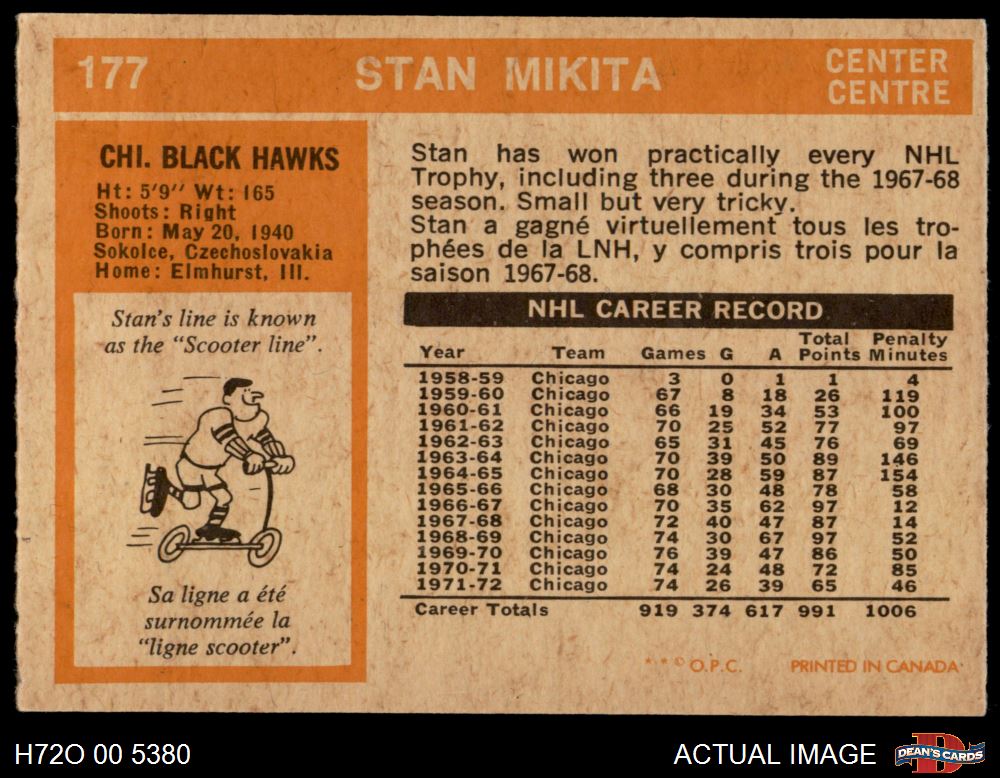 177 STAN MIKITA CENTER
CENTRE
CHI. BLACK HAWKS
Ht: 5'9" Wt: 165
Shoots: Right
Born: May 20, 1940
Sokolce, Czechoslovakia
Home: Elmhurst, Ill.
Stan's line is known
as the "Scooter line".
Sa ligne a été
surnommée la
"ligne scooter".
Stan has won practically every NHL
Trophy, including three during the 1967-68
season. Small but very tricky.
Stan a gagné virtuellement tous les tro-
phées de la LNH, y compris trois pour la
saison 1967-68.
NHL CAREER RECORD
Year Team Games G A Total Points Penalty Minutes
1958-59 Chicago 3 0 1 1 4
1959-60 Chicago 67 8 18 26 119
1960-61 Chicago 66 19 34 53 100
1961-62 Chicago 70 25 52 77 97
1962-63 Chicago 65 31 45 76 69
1963-64 Chicago 70 39 50 89 146
1964-65 Chicago 70 28 59 87 154
1965-66 Chicago 68 30 48 78 58
1966-67 Chicago 70 35 62 97 12
1967-68 Chicago 72 40 47 87 14
1968-69 Chicago 74 30 67 97 52
1969-70 Chicago 76 39 47 86 50
1970-71 Chicago 74 24 48 72 85
1971-72 Chicago 74 26 39 65 46
Career Totals 919 374 617 991 1006
* * © O.P.C. PRINTED IN CANADA
H72O 00 5380 ACTUAL IMAGE D DEAN'S CARDS